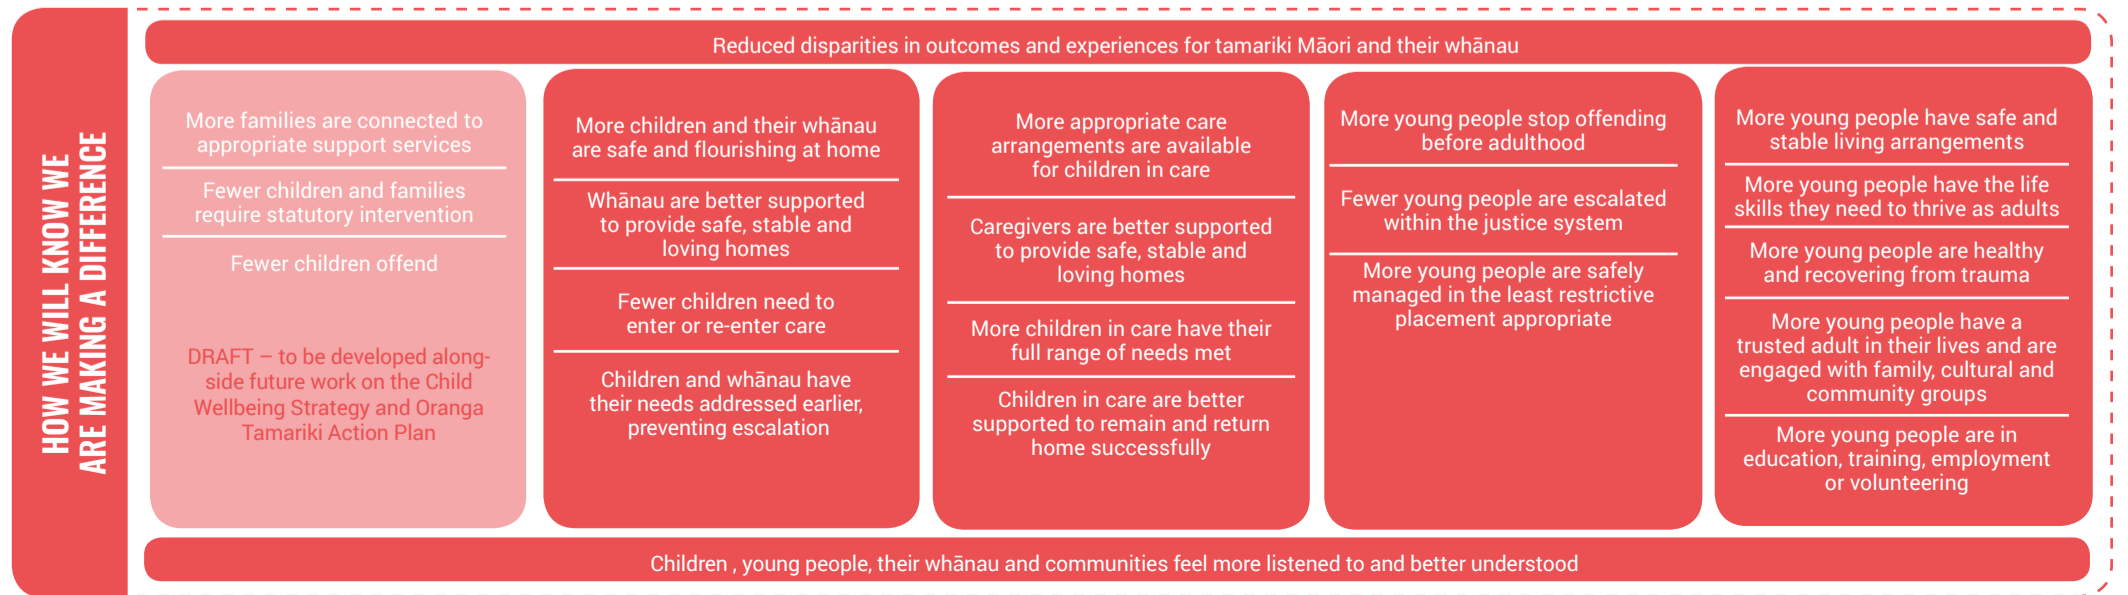 HOW WE WILL KNOW WE
ARE MAKING A DIFFERENCE
Reduced disparities in outcomes and experiences for tamariki Māori and their whānau
More families are connected to
appropriate support services
Fewer children and families
require statutory intervention
Fewer children offend
DRAFT – to be developed along-
side future work on the Child
Wellbeing Strategy and Oranga
Tamariki Action Plan
More children and their whānau
are safe and flourishing at home
Whānau are better supported
to provide safe, stable and
loving homes
Fewer children need to
enter or re-enter care
Children and whānau have
their needs addressed earlier,
preventing escalation
More appropriate care
arrangements are available
for children in care
Caregivers are better supported
to provide safe, stable and
loving homes
More children in care have their
full range of needs met
Children in care are better
supported to remain and return
home successfully
More young people stop offending
before adulthood
Fewer young people are escalated
within the justice system
More young people are safely
managed in the least restrictive
placement appropriate
More young people have safe and
stable living arrangements
More young people have the life
skills they need to thrive as adults
More young people are healthy
and recovering from trauma
More young people have a
trusted adult in their lives and are
engaged with family, cultural and
community groups
More young people are in
education, training, employment
or volunteering
Children , young people, their whānau and communities feel more listened to and better understood